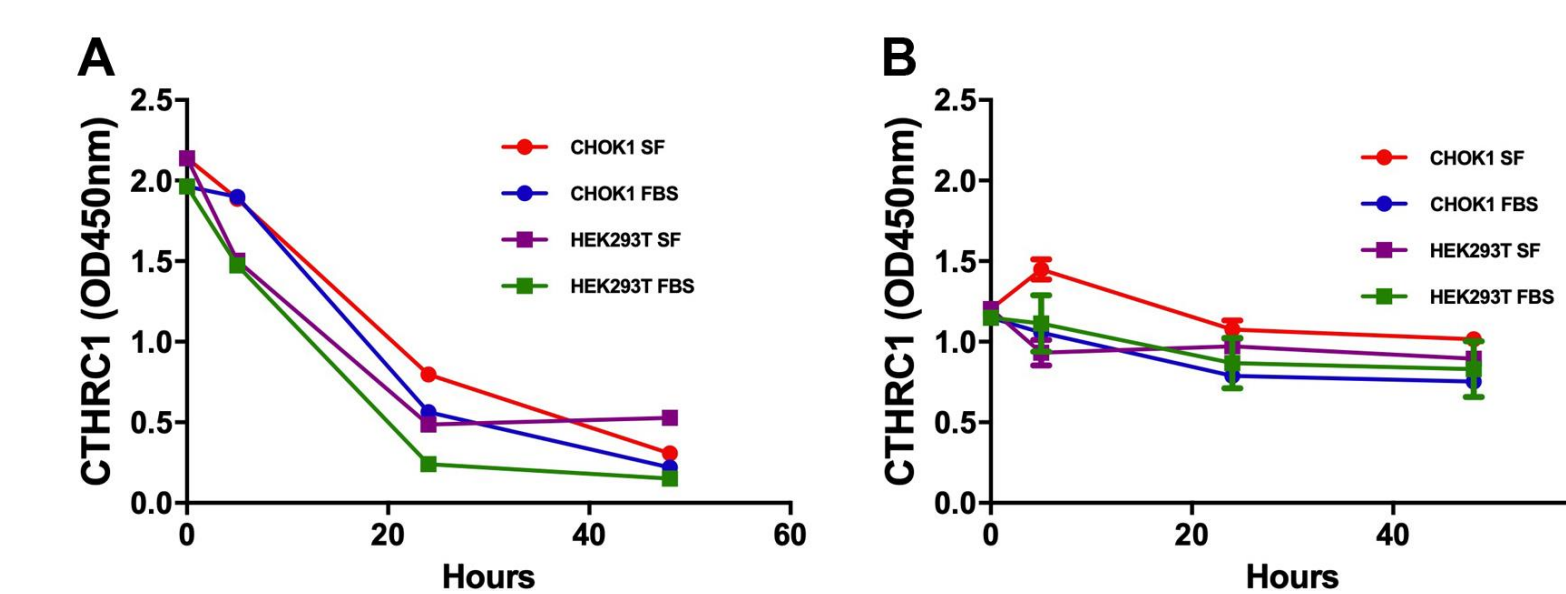 A
CTHRC1 (OD450nm)
2.5
2.0
1.5
1.0
0.5
0.0
0
20
40
60
Hours
CHOK1 SF
CHOK1 FBS
HEK293T SF
HEK293T FBS
B
CTHRC1 (OD450nm)
2.5
2.0
1.5
1.0
0.5
0.0
0
20
40
Hours
CHOK1 SF
CHOK1 FBS
HEK293T SF
HEK293T FBS